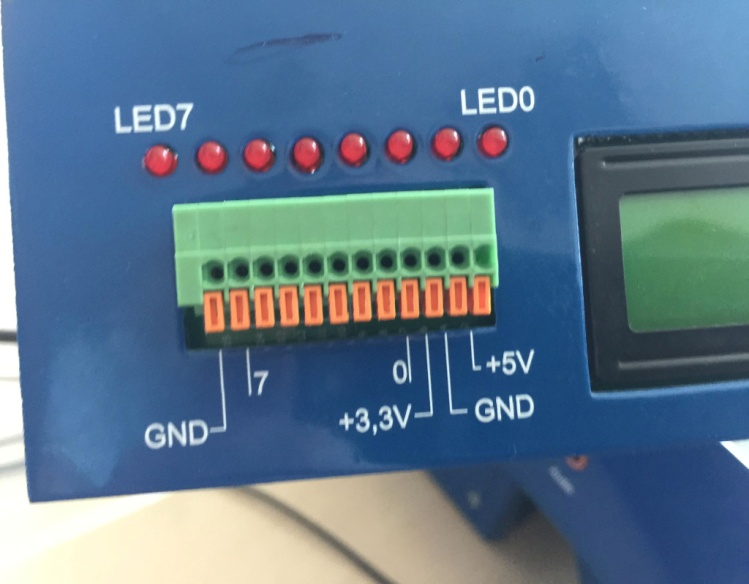 LED7 LED0
7 0 +5V
GND +3,3V GND